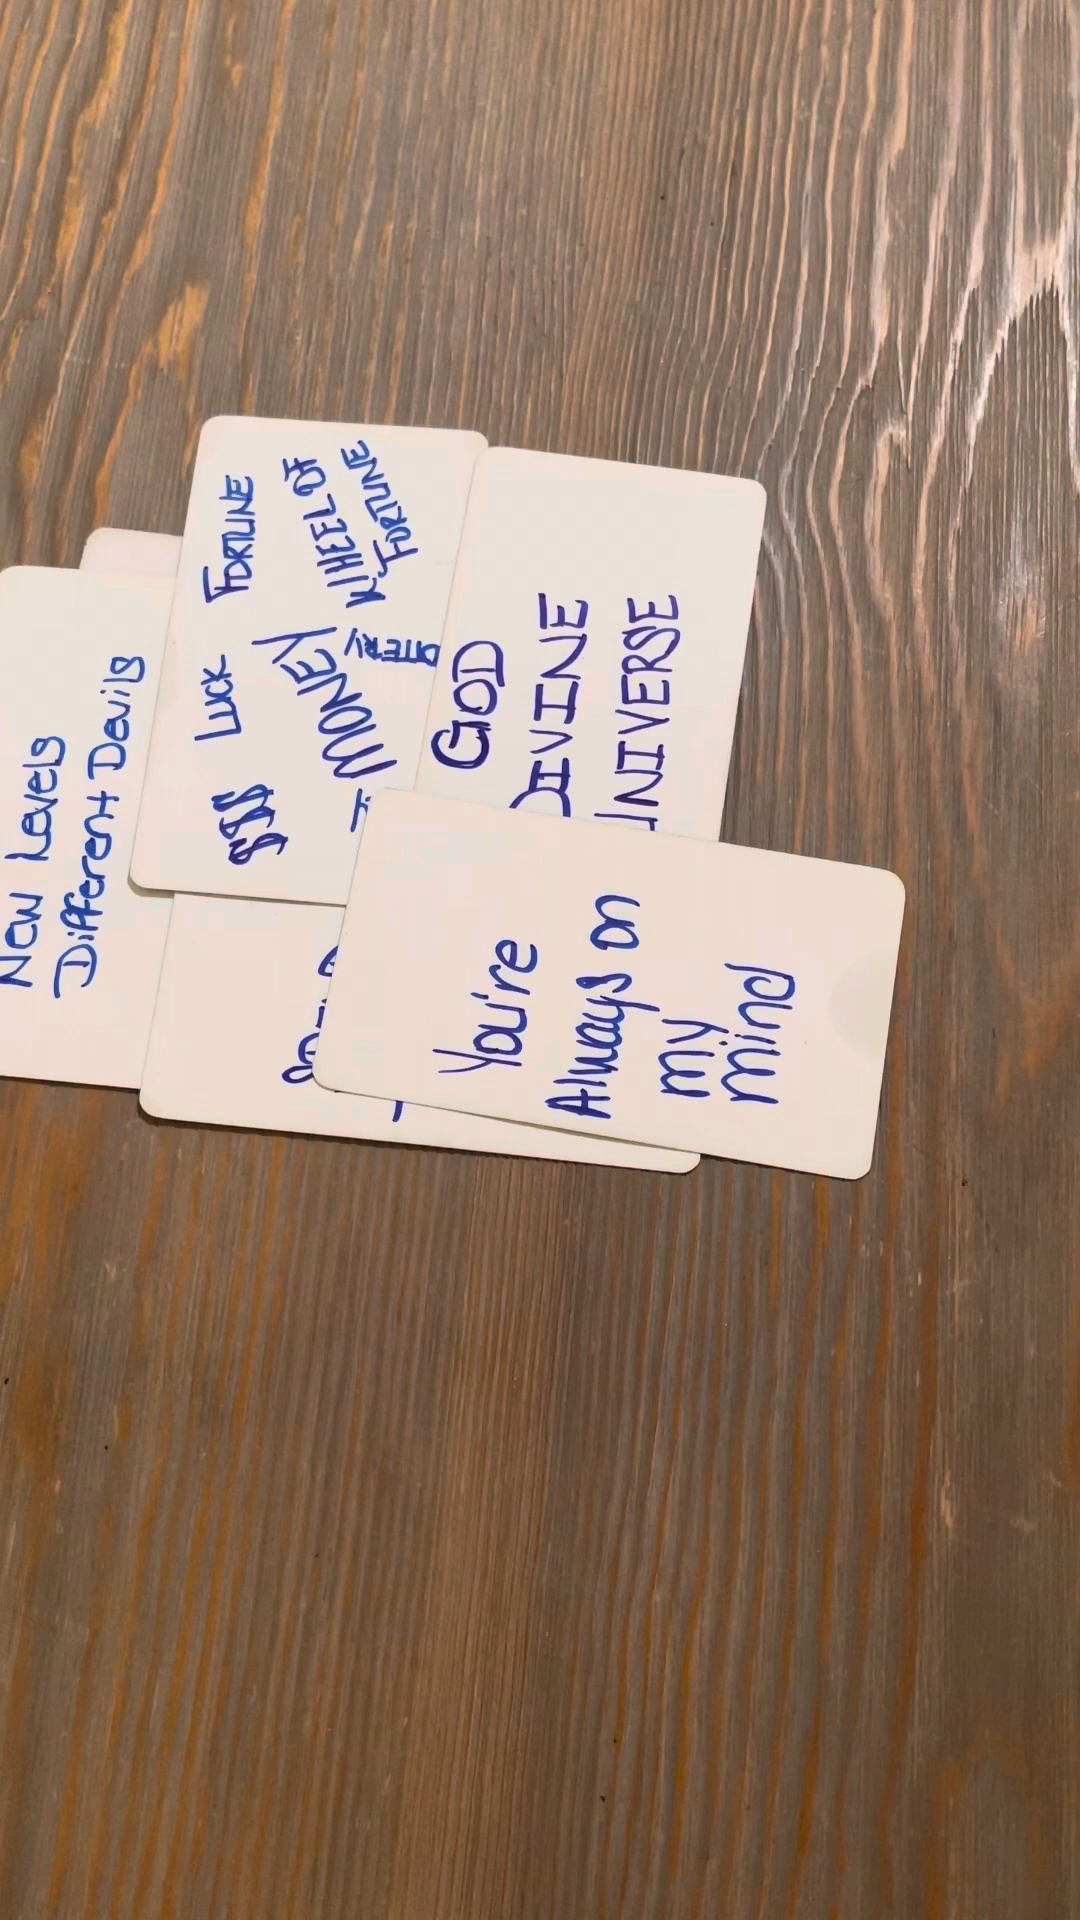 New Levels
Different Devils
$$$ LUCK FORTUNE
MONEY
WHEEL OF
FORTUNE
GOD
DIVINE
UNIVERSE
You're
Always on
my
mind